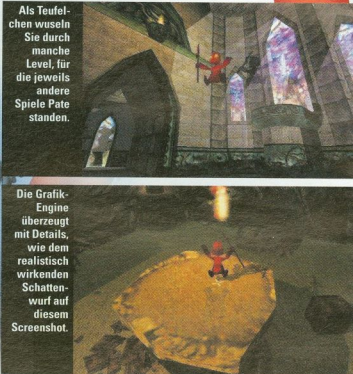 Als Teufel-
chen wuseln
Sie durch
manche
Level, für
die jeweils
andere
Spiele Pate
standen.
Die Grafik-
Engine
überzeugt
mit Details,
wie dem
realistisch
wirkenden
Schatten-
wurf auf
diesem
Screenshot.